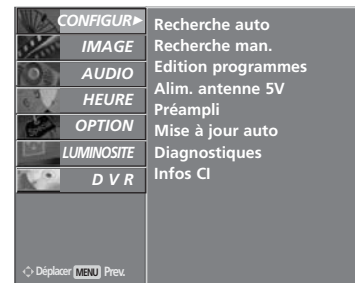 CONFIGUR►
IMAGE
AUDIO
HEURE
OPTION
LUMINOSITE
D V R
Déplacer MENU Prev.
Recherche auto
Recherche man.
Edition programmes
Alim. antenne 5V
Préampli
Mise à jour auto
Diagnostiques
Infos CI